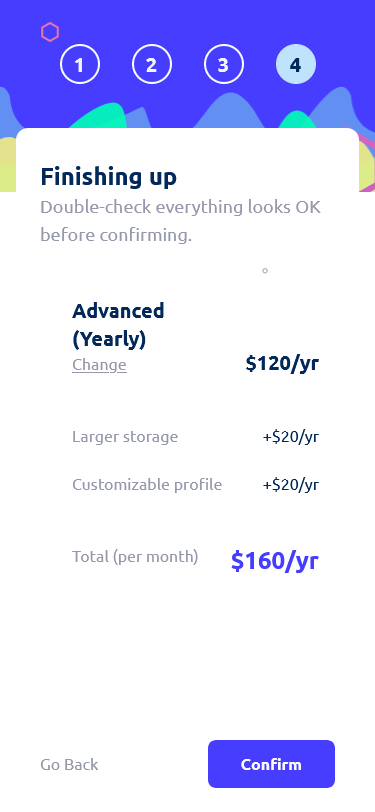 1 2 3 4
Finishing up
Double-check everything looks OK
before confirming.
Advanced
(Yearly)
Change $120/yr
Larger storage +$20/yr
Customizable profile +$20/yr
Total (per month) $160/yr
Go Back Confirm